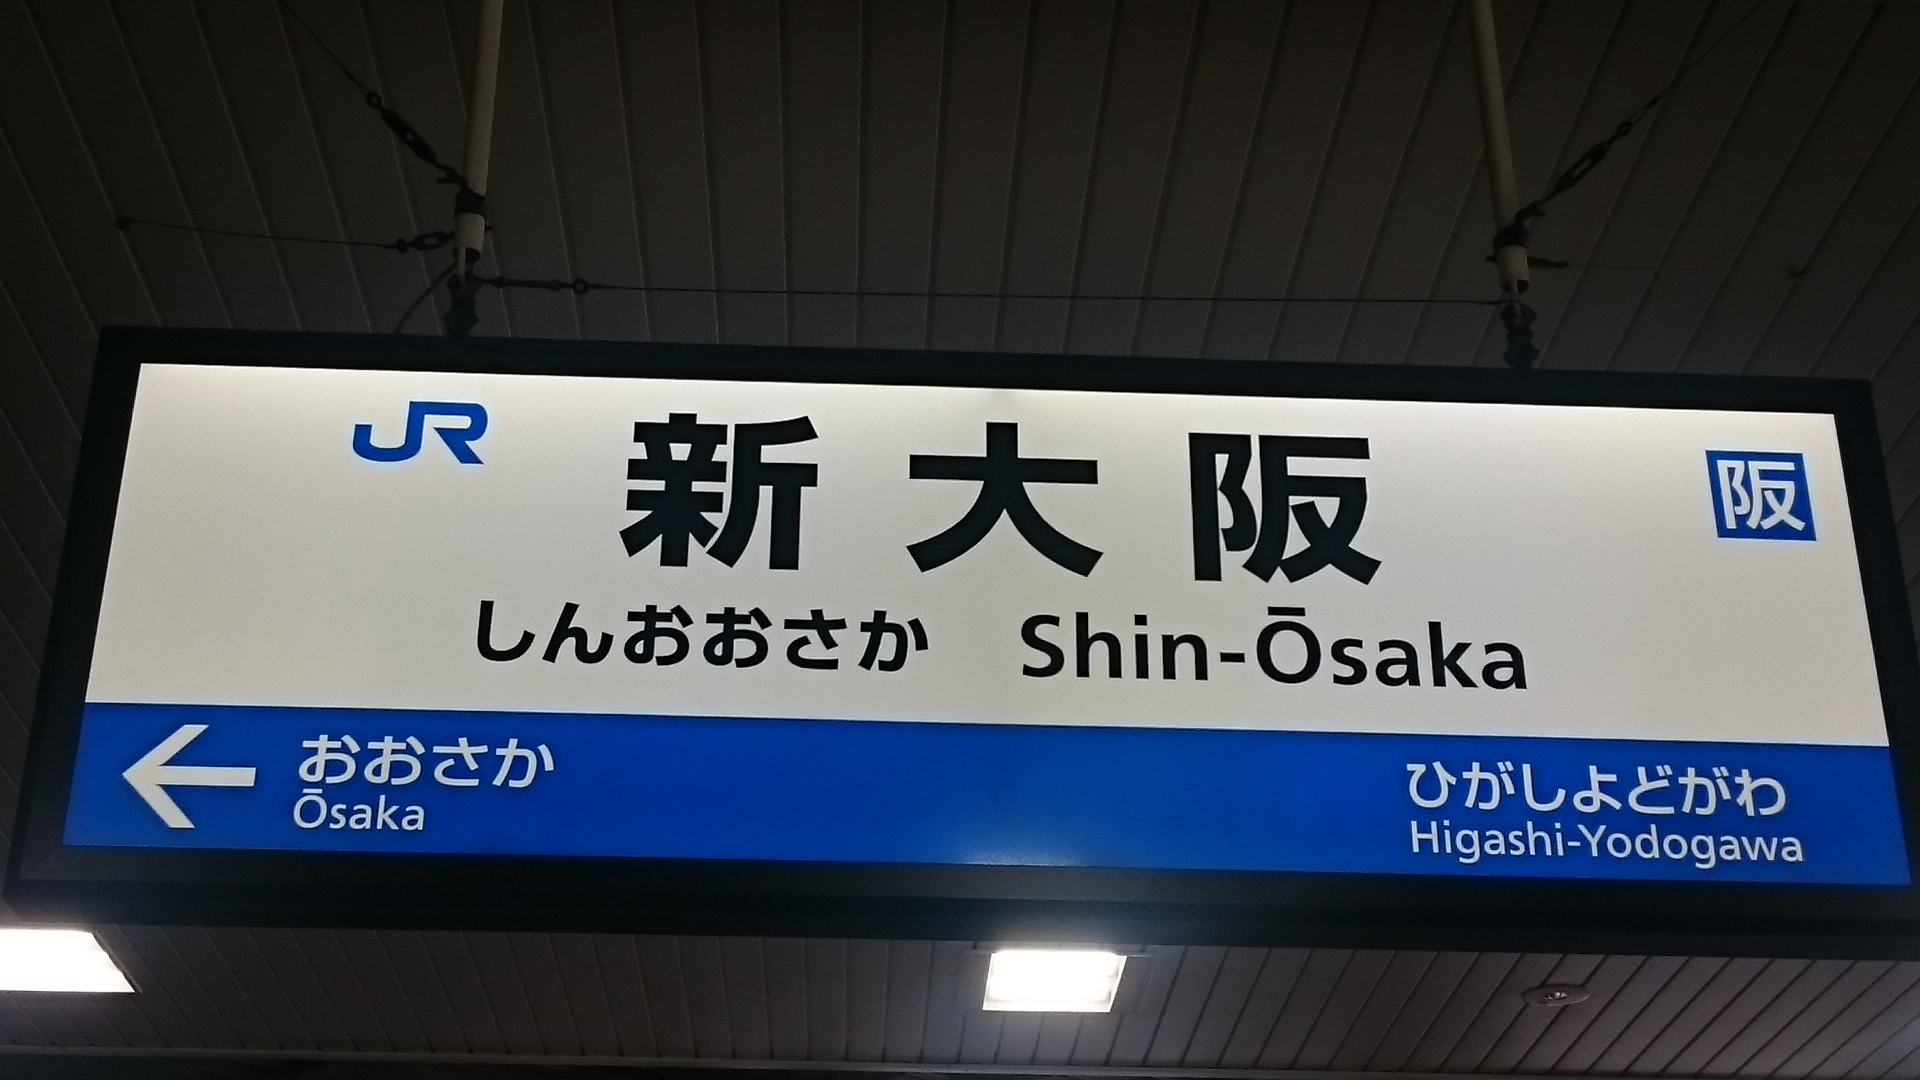 JR
新大阪
阪
しんおおさか Shin-Ōsaka
← おおさか
Ōsaka
ひがしよどがわ
Higashi-Yodogawa